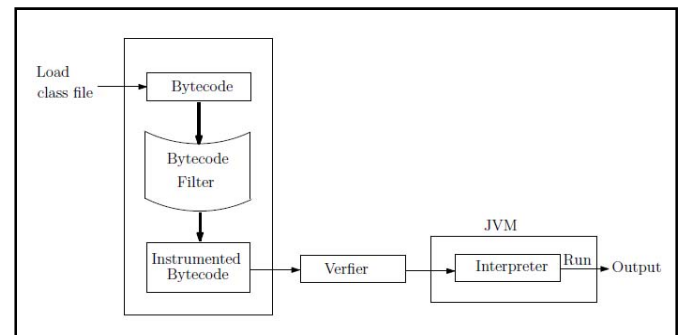 Load
class file
Bytecode
Bytecode
Filter
Instrumented
Bytecode
Verfier
JVM
Interpreter
Run
Output